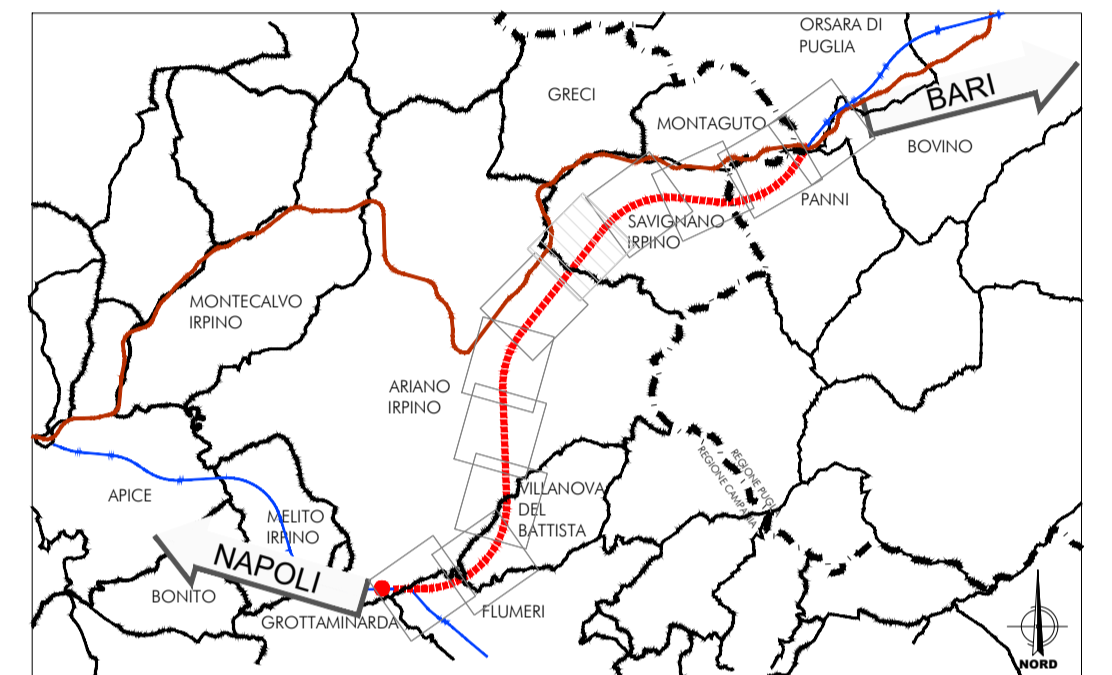 ORSARA DI
PUGLIA
GRECI
BARI
MONTAGUTO
BOVINO
PANNI
SAVIGNANO
IRPINO
MONTECALVO
IRPINO
ARIANO
IRPINO
REGIONE PUGLIA
REGIONE CAMPANIA
APICE
VILLANOVA
DEL
BATTISTA
MELITO
IRPINO
NAPOLI
BONITO
GROTTAMINARDA
FLUMERI
NORD